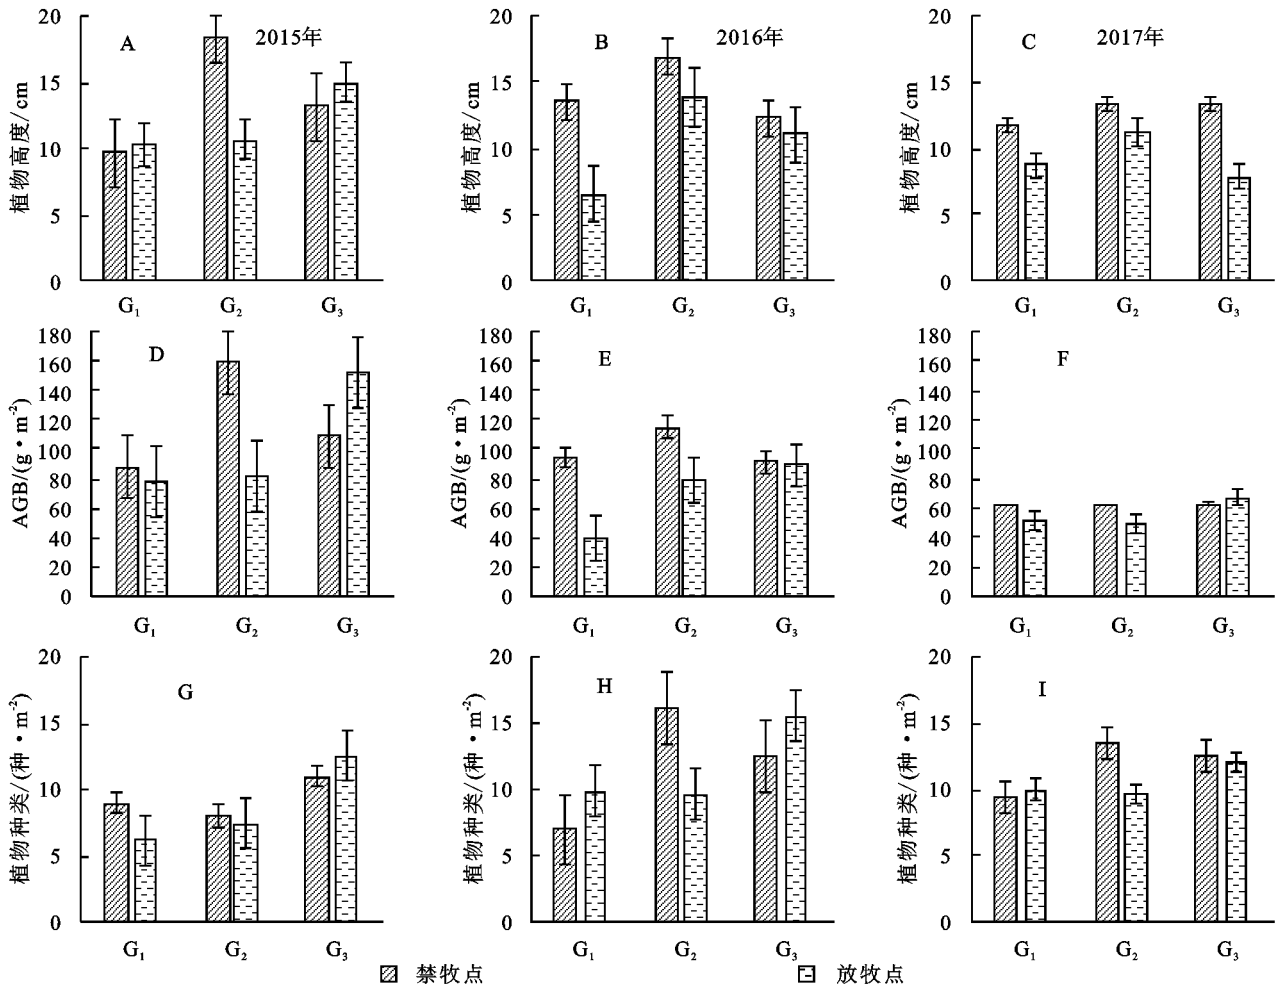 20 20 20
A 2015年 B 2016年 C 2017年
15 15 15
植物高度/cm 植物高度/cm 植物高度/cm
10 10 10
5 5 5
0 0 0
G₁ G₂ G₃ G₁ G₂ G₃ G₁ G₂ G₃
180 180 180
D E F
160 160 160
140 140 140
120 120 120
AGB/(g·m⁻²) AGB/(g·m⁻²) AGB/(g·m⁻²)
100 100 100
80 80 80
60 60 60
40 40 40
20 20 20
0 0 0
G₁ G₂ G₃ G₁ G₂ G₃ G₁ G₂ G₃
20 20 20
G H I
15 15 15
植物种类/(种·m⁻²) 植物种类/(种·m⁻²) 植物种类/(种·m⁻²)
10 10 10
5 5 5
0 0 0
G₁ G₂ G₃ G₁ G₂ G₃ G₁ G₂ G₃
禁牧点 放牧点